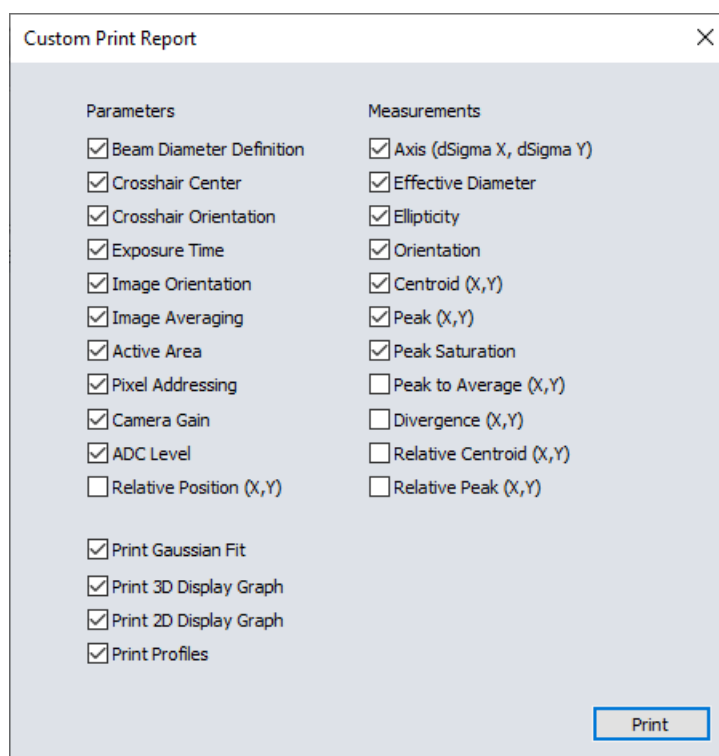 Custom Print Report
Parameters
Beam Diameter Definition
Crosshair Center
Crosshair Orientation
Exposure Time
Image Orientation
Image Averaging
Active Area
Pixel Addressing
Camera Gain
ADC Level
Relative Position (X,Y)
Measurements
Axis (dSigma X, dSigma Y)
Effective Diameter
Ellipticity
Orientation
Centroid (X,Y)
Peak (X,Y)
Peak Saturation
Peak to Average (X,Y)
Divergence (X,Y)
Relative Centroid (X,Y)
Relative Peak (X,Y)
Print Gaussian Fit
Print 3D Display Graph
Print 2D Display Graph
Print Profiles
Print